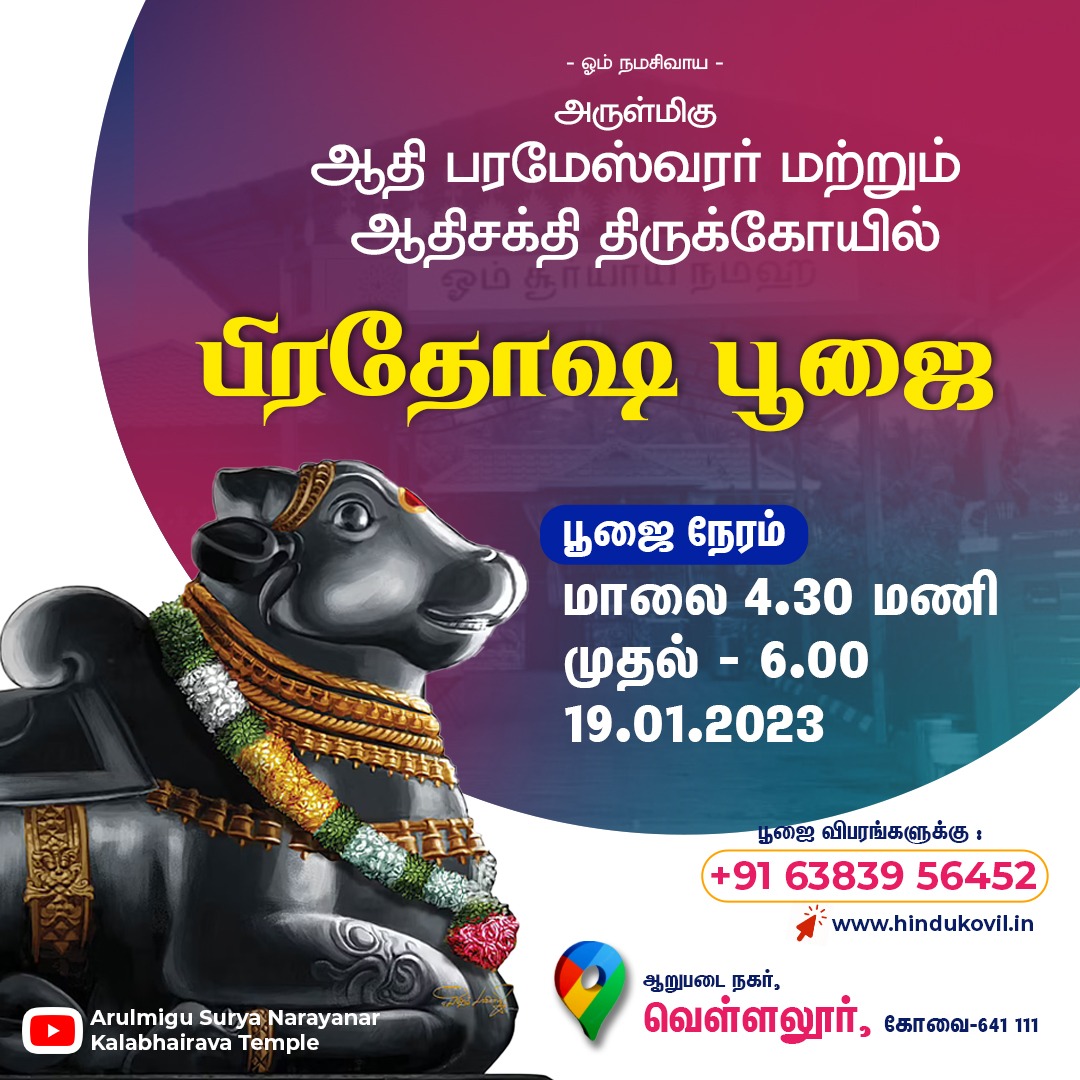 - ஓம் நமசிவாய -
அருள்மிகு
ஆதி பரமேஸ்வரர் மற்றும்
ஆதிசக்தி திருக்கோயில்
ஓம் சூர்யாய நமஹ
பிரதோஷ பூஜை
பூஜை நேரம்
மாலை 4.30 மணி
முதல் - 6.00
19.01.2023
பூஜை விபரங்களுக்கு :
+91 63839 56452
www.hindukovil.in
ஆறுபடை நகர்,
வெள்ளலூர், கோவை-641 111
Arulmigu Surya Narayanar
Kalabhairava Temple